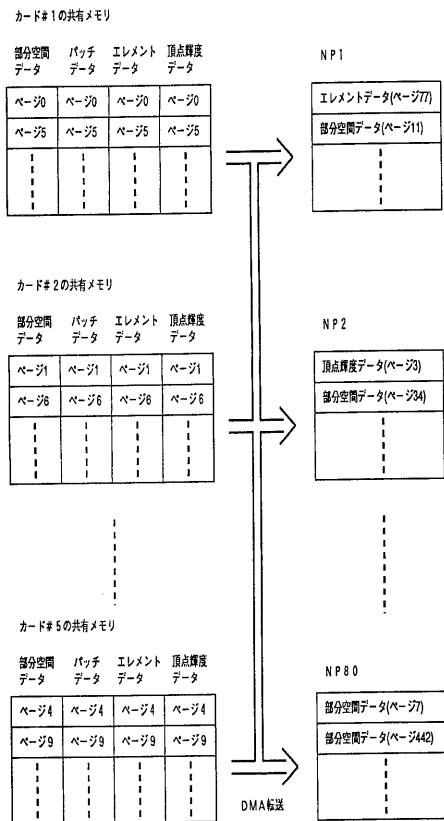 カード#1の共有メモリ
部分空間データ パッチデータ エレメントデータ 頂点輝度データ
ページ0 ページ0 ページ0 ページ0
ページ5 ページ5 ページ5 ページ5
NP1
エレメントデータ(ページ77)
部分空間データ(ページ11)
カード#2の共有メモリ
部分空間データ パッチデータ エレメントデータ 頂点輝度データ
ページ1 ページ1 ページ1 ページ1
ページ6 ページ6 ページ6 ページ6
NP2
頂点輝度データ(ページ3)
部分空間データ(ページ34)
カード#5の共有メモリ
部分空間データ パッチデータ エレメントデータ 頂点輝度データ
ページ4 ページ4 ページ4 ページ4
ページ9 ページ9 ページ9 ページ9
NP80
部分空間データ(ページ7)
部分空間データ(ページ442)
DMA転送